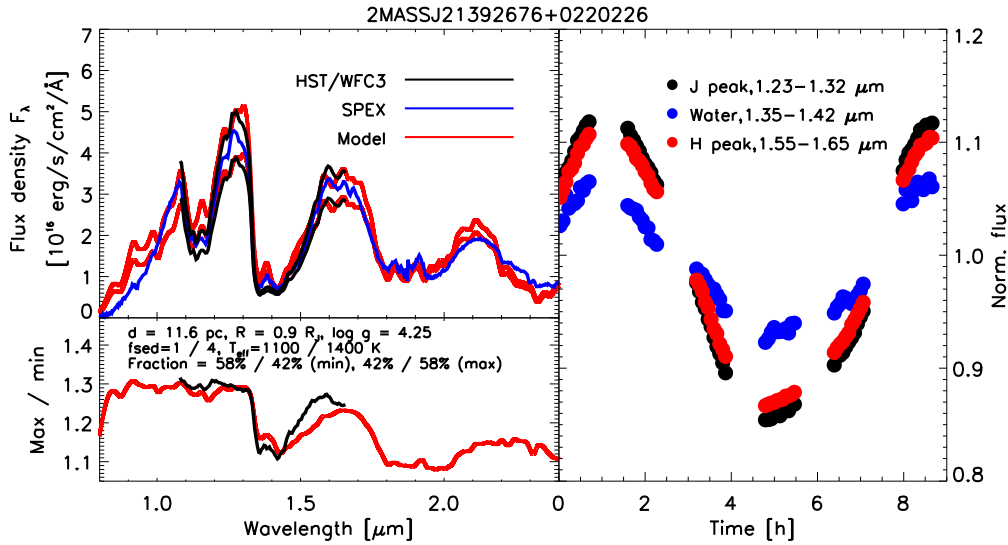 2MASSJ21392676+0220226
Flux density F_λ
[10¹⁶ erg/s/cm²/Å]
7
6
5
4
3
2
1
0
HST/WFC3
SPEX
Model
Max / min
1.4
1.3
1.2
1.1
d = 11.6 pc, R = 0.9 R_J, log g = 4.25
fsed=1 / 4, T_eff=1100 / 1400 K
Fraction = 58% / 42% (min), 42% / 58% (max)
1.0 1.5 2.0
Wavelength [μm]
J peak,1.23−1.32 μm
Water,1.35−1.42 μm
H peak,1.55−1.65 μm
1.2
1.1
1.0
0.9
0.8
Norm. flux
0 2 4 6 8
Time [h]